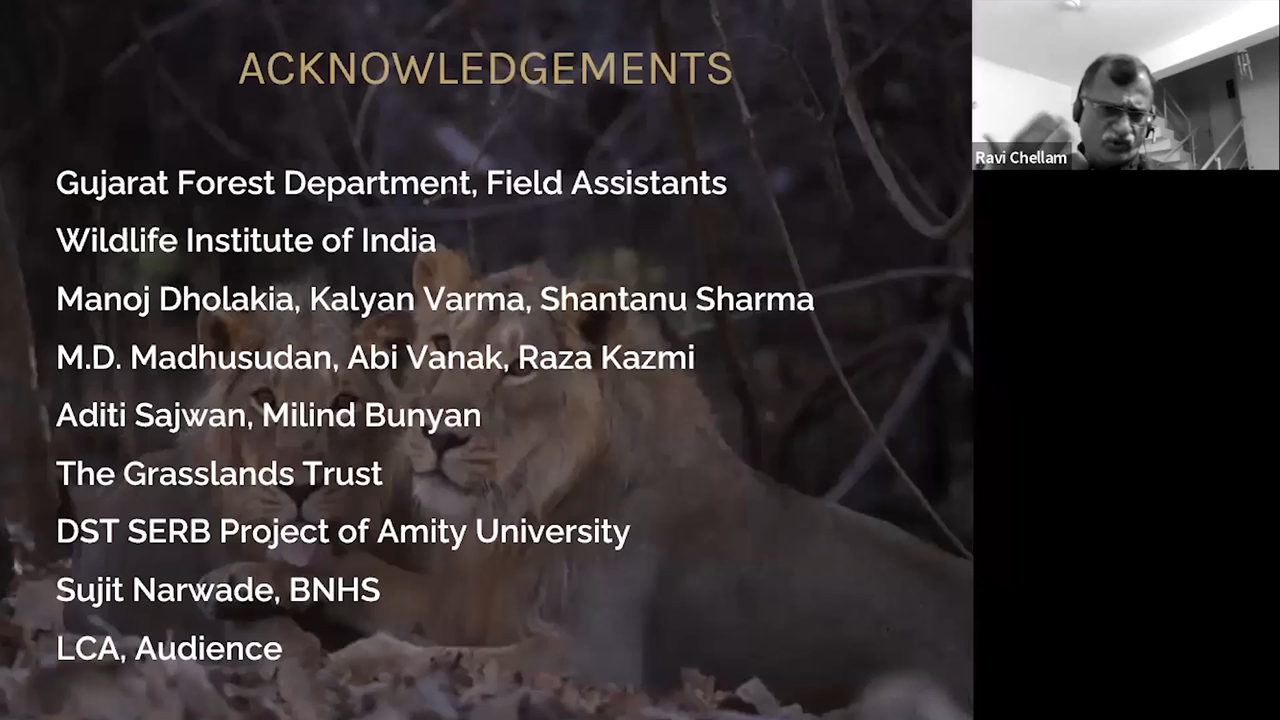 ACKNOWLEDGEMENTS
Gujarat Forest Department, Field Assistants
Wildlife Institute of India
Manoj Dholakia, Kalyan Varma, Shantanu Sharma
M.D. Madhusudan, Abi Vanak, Raza Kazmi
Aditi Sajwan, Milind Bunyan
The Grasslands Trust
DST SERB Project of Amity University
Sujit Narwade, BNHS
LCA, Audience
Ravi Chellam